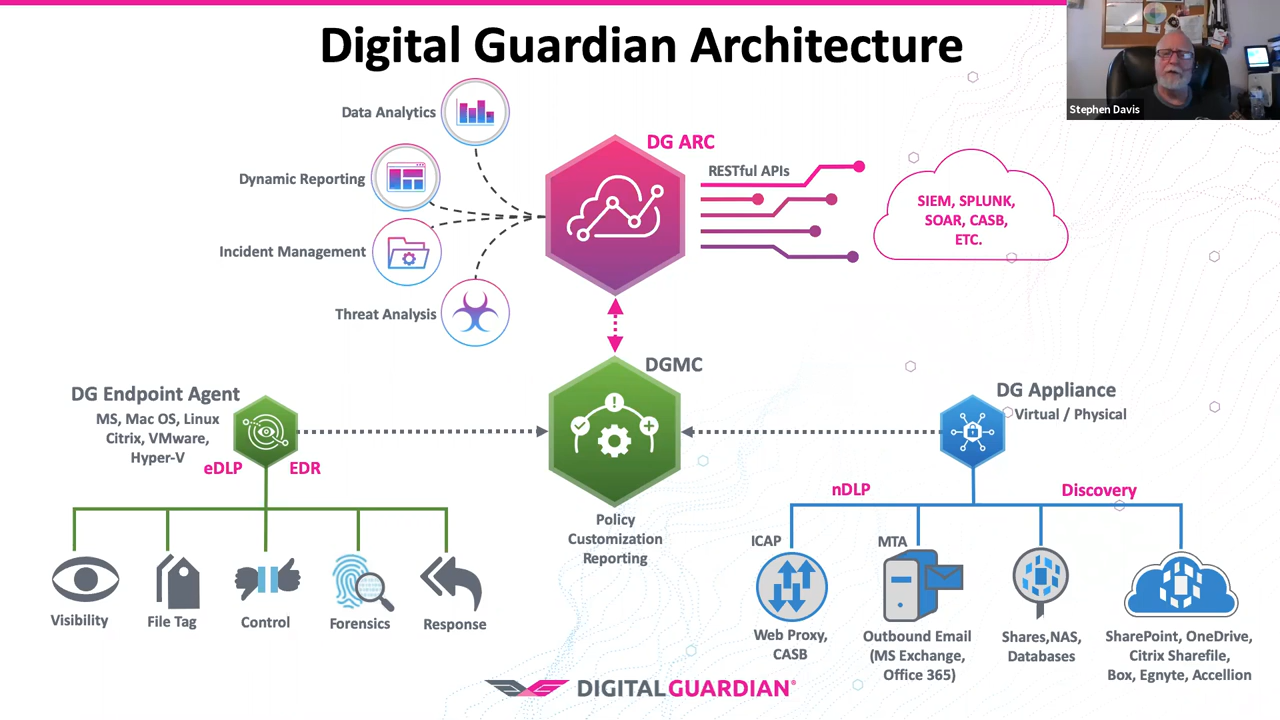 Digital Guardian Architecture
Stephen Davis
Data Analytics
Dynamic Reporting
Incident Management
Threat Analysis
DG ARC
RESTful APIs
SIEM, SPLUNK,
SOAR, CASB,
ETC.
DG Endpoint Agent
MS, Mac OS, Linux
Citrix, VMware,
Hyper-V
eDLP
EDR
Visibility
File Tag
Control
Forensics
Response
DGMC
Policy
Customization
Reporting
DG Appliance
Virtual / Physical
nDLP
Discovery
ICAP
Web Proxy,
CASB
MTA
Outbound Email
(MS Exchange,
Office 365)
Shares,NAS,
Databases
SharePoint, OneDrive,
Citrix Sharefile,
Box, Egnyte, Accellion
DIGITALGUARDIAN®